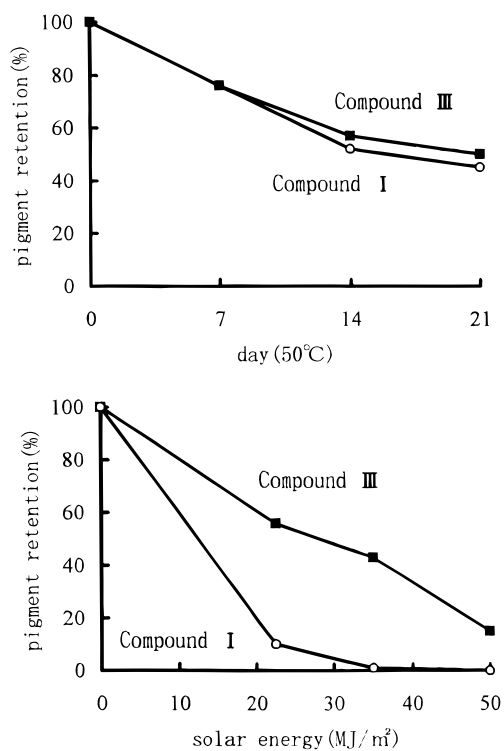 pigment retention(%)
100
80
60
40
20
0
Compound Ⅲ
Compound Ⅰ
0 7 14 21
day(50℃)
pigment retention(%)
100
80
60
40
20
0
Compound Ⅲ
Compound Ⅰ
0 10 20 30 40 50
solar energy(MJ/㎡)